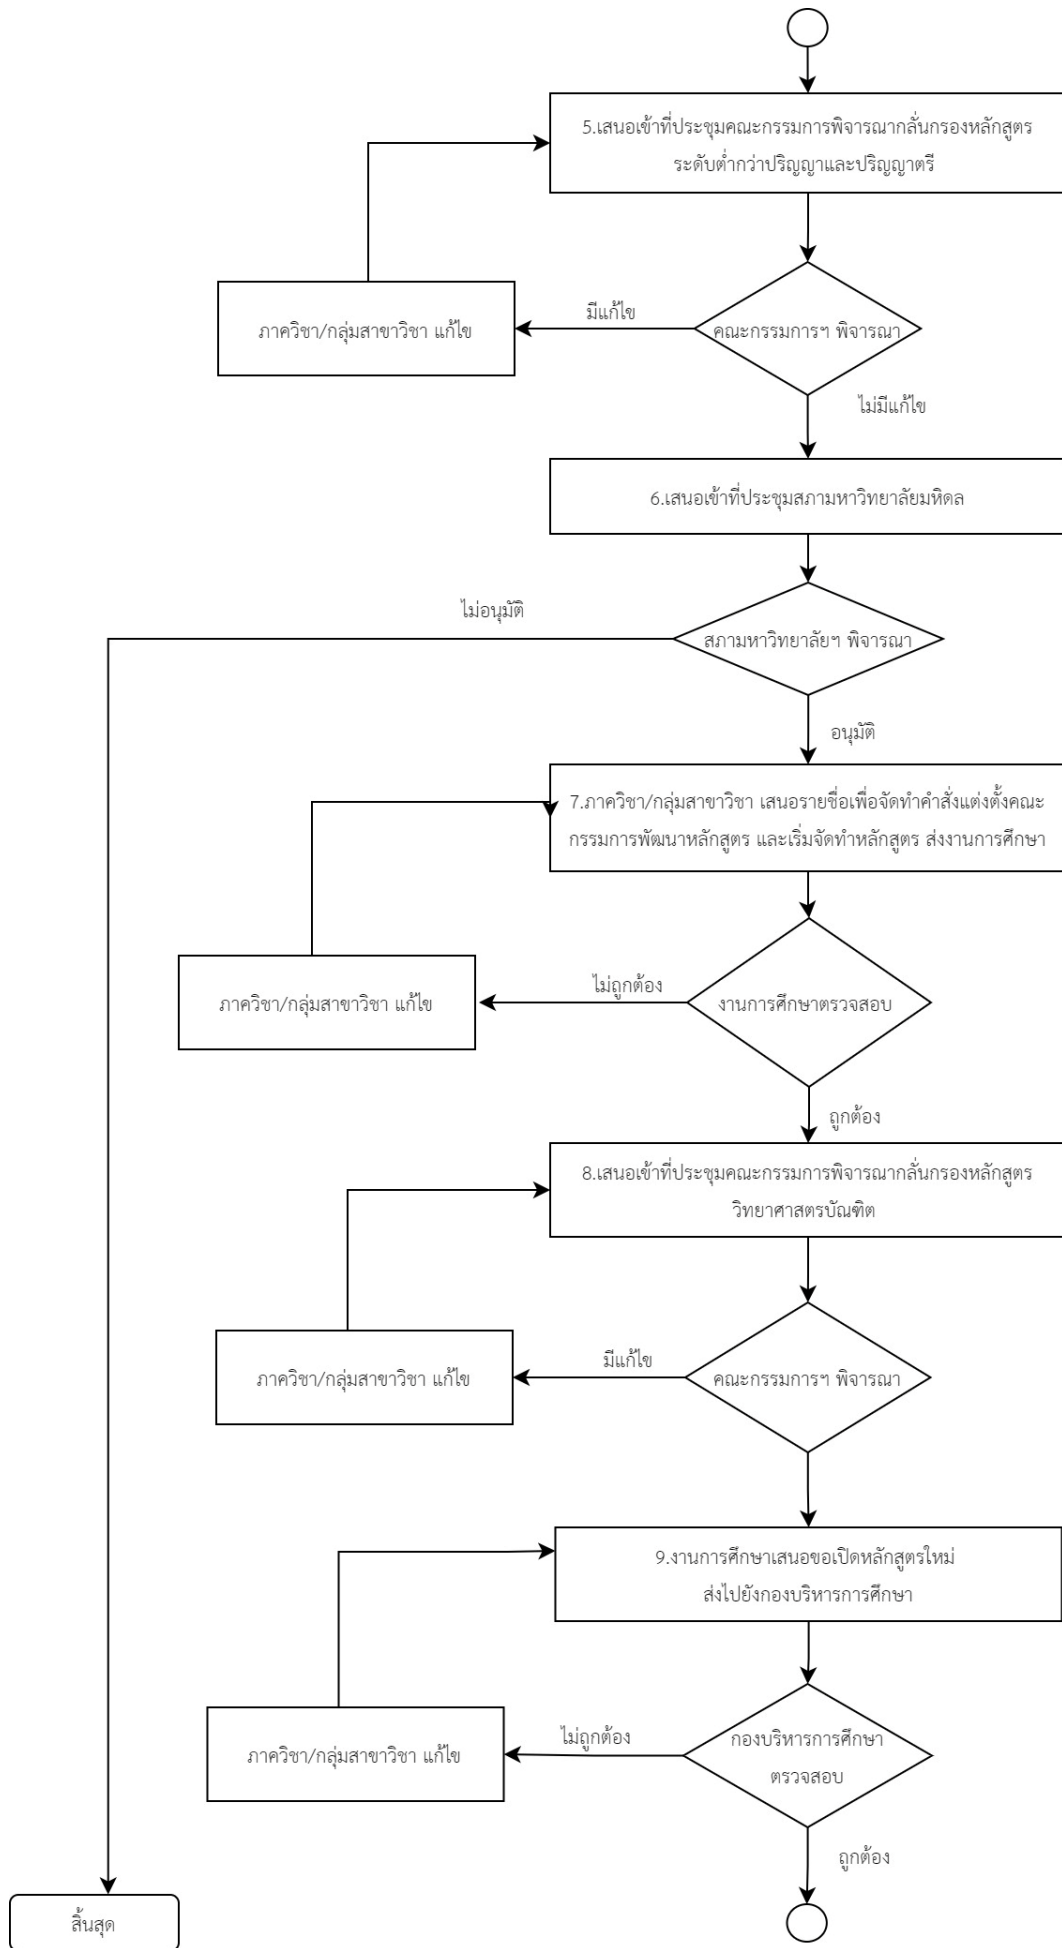 5.เสนอเข้าที่ประชุมคณะกรรมการพิจารณากลั่นกรองหลักสูตร
ระดับต่ำกว่าปริญญาและปริญญาตรี
มีแก้ไข
ภาควิชา/กลุ่มสาขาวิชา แก้ไข
คณะกรรมการฯ พิจารณา
ไม่มีแก้ไข
6.เสนอเข้าที่ประชุมสภามหาวิทยาลัยมหิดล
ไม่อนุมัติ
สภามหาวิทยาลัยฯ พิจารณา
อนุมัติ
7.ภาควิชา/กลุ่มสาขาวิชา เสนอรายชื่อเพื่อจัดทำคำสั่งแต่งตั้งคณะ
กรรมการพัฒนาหลักสูตร และเริ่มจัดทำหลักสูตร ส่งงานการศึกษา
ไม่ถูกต้อง
ภาควิชา/กลุ่มสาขาวิชา แก้ไข
งานการศึกษาตรวจสอบ
ถูกต้อง
8.เสนอเข้าที่ประชุมคณะกรรมการพิจารณากลั่นกรองหลักสูตร
วิทยาศาสตรบัณฑิต
มีแก้ไข
ภาควิชา/กลุ่มสาขาวิชา แก้ไข
คณะกรรมการฯ พิจารณา
9.งานการศึกษาเสนอขอเปิดหลักสูตรใหม่
ส่งไปยังกองบริหารการศึกษา
ไม่ถูกต้อง
ภาควิชา/กลุ่มสาขาวิชา แก้ไข
กองบริหารการศึกษา
ตรวจสอบ
ถูกต้อง
สิ้นสุด